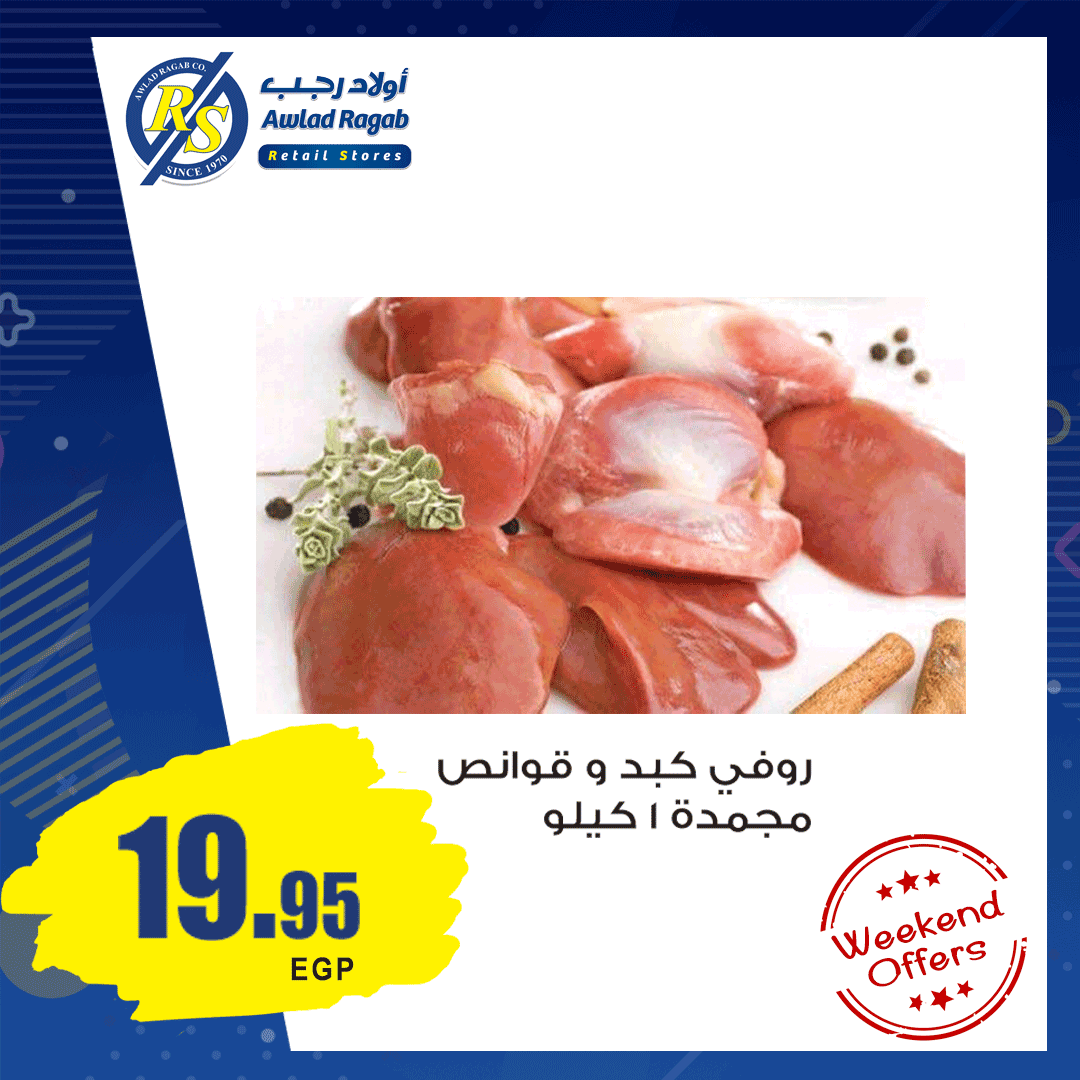 AWLAD RAGAB CO.
RS
SINCE 1970
أولاد رجب
Awlad Ragab
Retail Stores
روفي كبد و قوانص
مجمدة ١ كيلو
19.95
EGP
Weekend
Offers